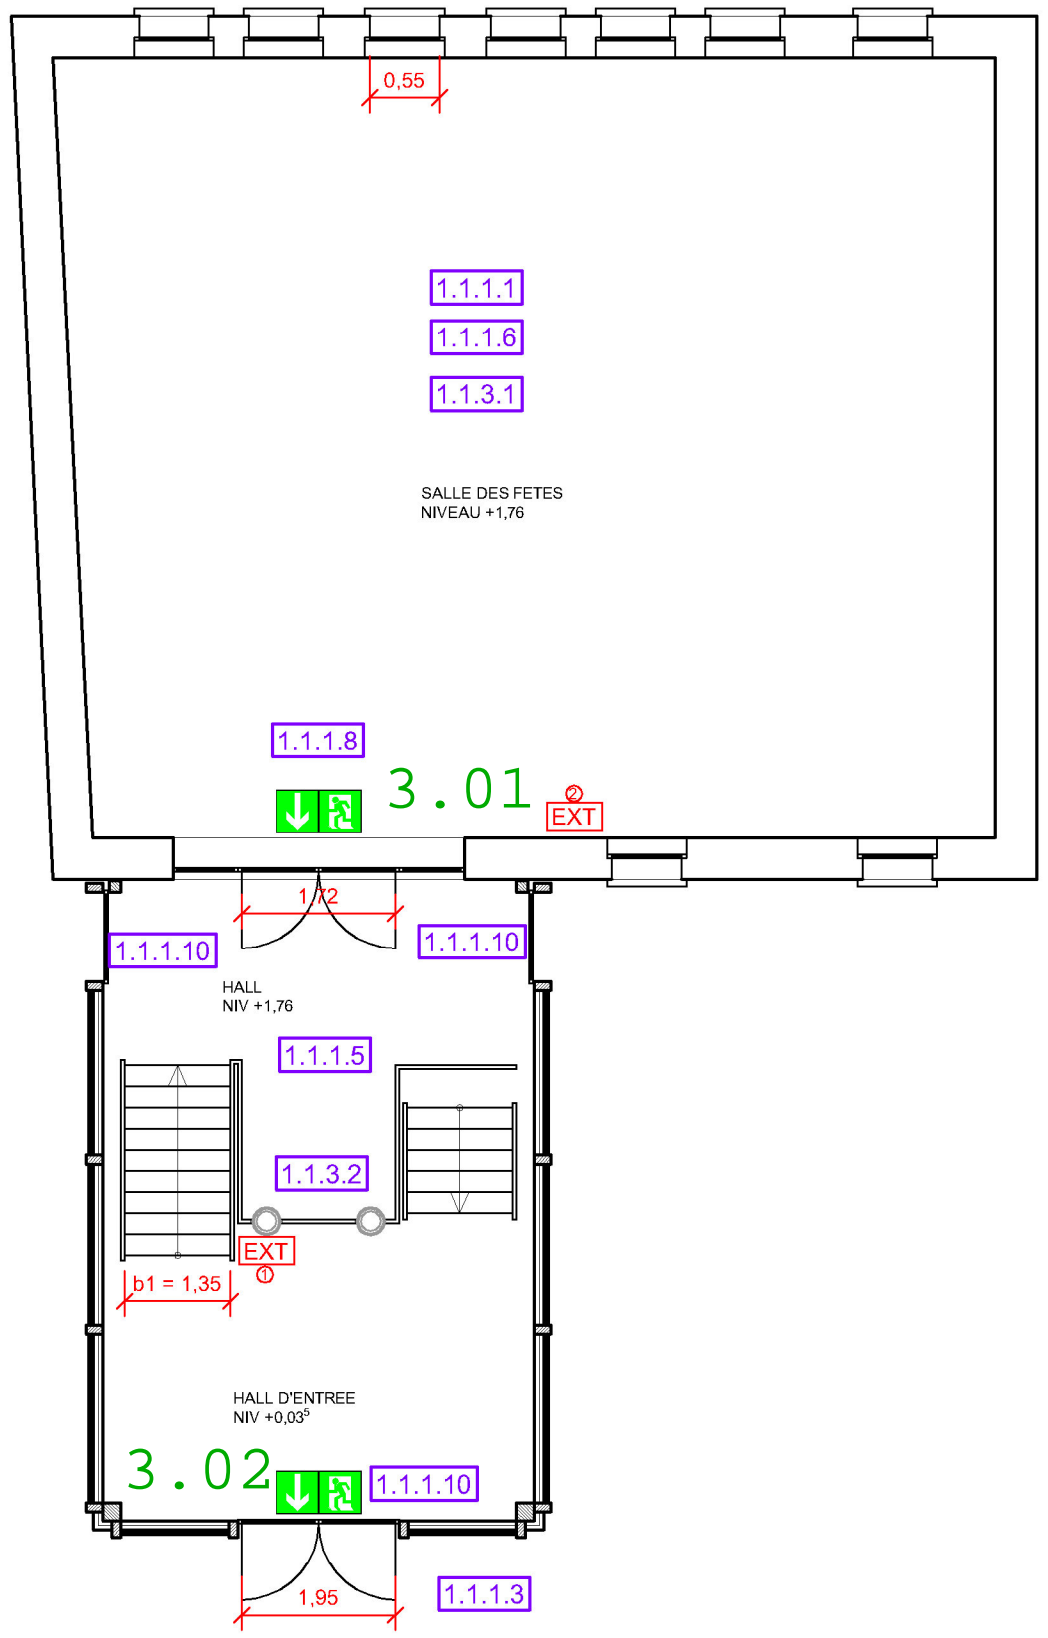 0,55
1.1.1.1
1.1.1.6
1.1.3.1
SALLE DES FETES
NIVEAU +1,76
1.1.1.8
3.01
2
EXT
1,72
1.1.1.10
1.1.1.10
HALL
NIV +1,76
1.1.1.5
1.1.3.2
EXT
1
b1 = 1,35
HALL D'ENTREE
NIV +0,03⁵
3.02
1.1.1.10
1,95
1.1.1.3